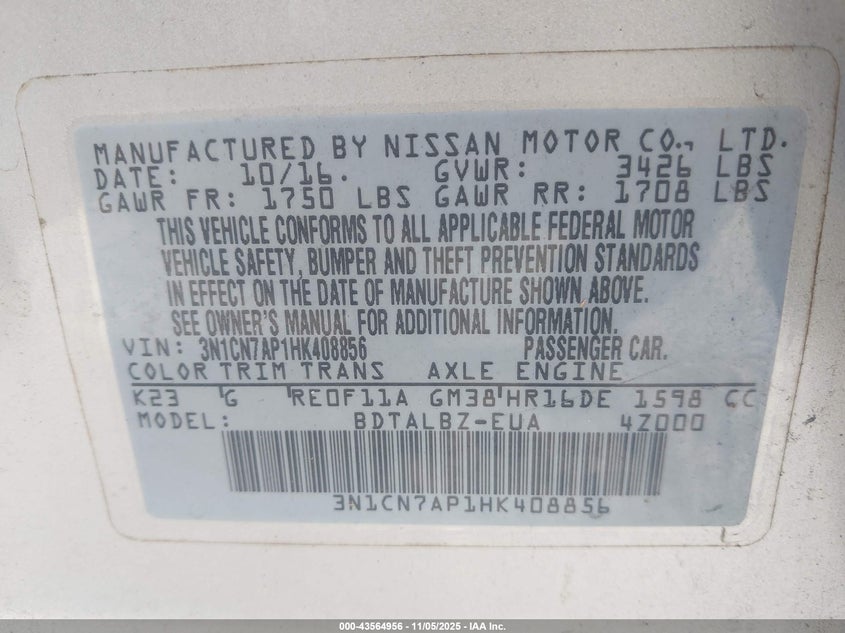 MANUFACTURED BY NISSAN MOTOR CO., LTD.
DATE: 10/16. GVWR: 3426 LBS
GAWR FR: 1750 LBS GAWR RR: 1708 LBS
THIS VEHICLE CONFORMS TO ALL APPLICABLE FEDERAL MOTOR
VEHICLE SAFETY, BUMPER AND THEFT PREVENTION STANDARDS
IN EFFECT ON THE DATE OF MANUFACTURE SHOWN ABOVE.
SEE OWNER'S MANUAL FOR ADDITIONAL INFORMATION.
VIN: 3N1CN7AP1HK408856 PASSENGER CAR.
COLOR TRIM TRANS AXLE ENGINE
K23 G RE0F11A GM38 HR16DE 1598 CC
MODEL: BDTALBZ-EUA 4Z000
3N1CN7AP1HK408856
000-43564956 - 11/05/2025 - IAA Inc.